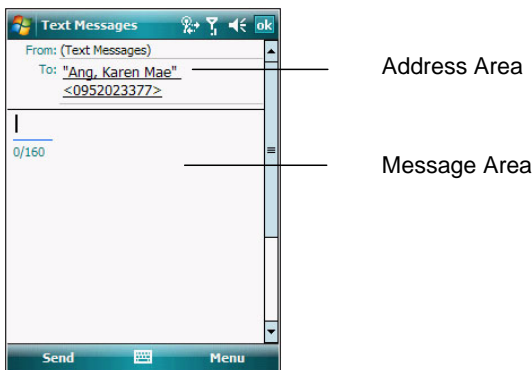 Text Messages ok
From: (Text Messages)
To: "Ang, Karen Mae"
<0952023377>
Address Area
0/160
Message Area
Send Menu